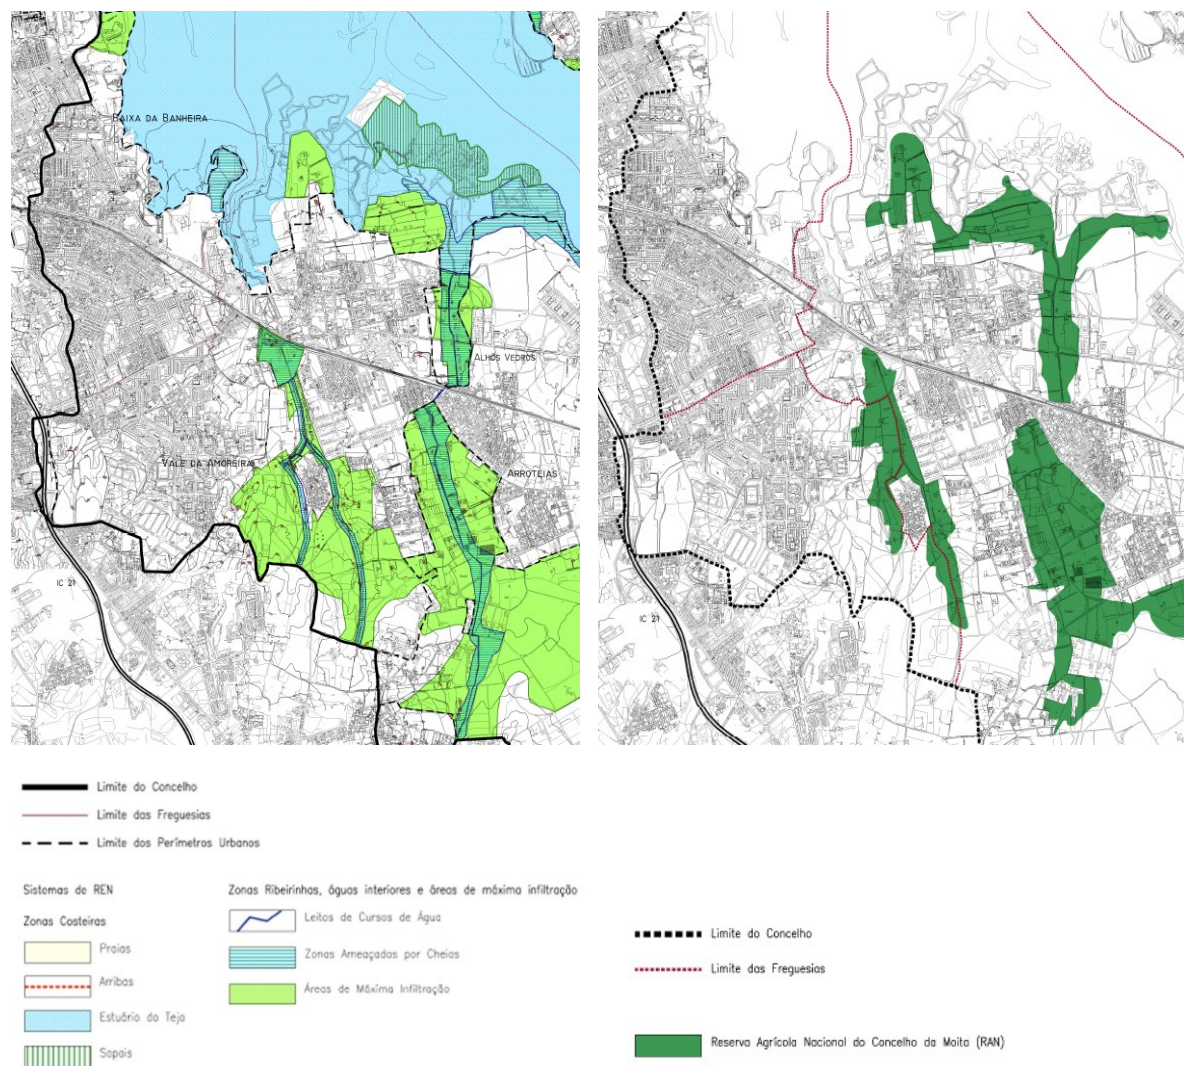 BAIXA DA BANHEIRA
ALHOS VEDROS
VALE DA AMOREIRA
ARROTEIAS
IC 21
IC 21
Limite do Concelho
Limite das Freguesias
Limite dos Perímetros Urbanos
Sistemas de REN
Zonas Ribeirinhas, águas interiores e áreas de máxima infiltração
Zonas Costeiras
Leitos de Cursos de Água
Praias
Zonas Ameaçadas por Cheias
Arribas
Áreas de Máxima Infiltração
Estuário do Tejo
Sapais
Limite do Concelho
Limite das Freguesias
Reserva Agrícola Nacional do Concelho da Moita (RAN)